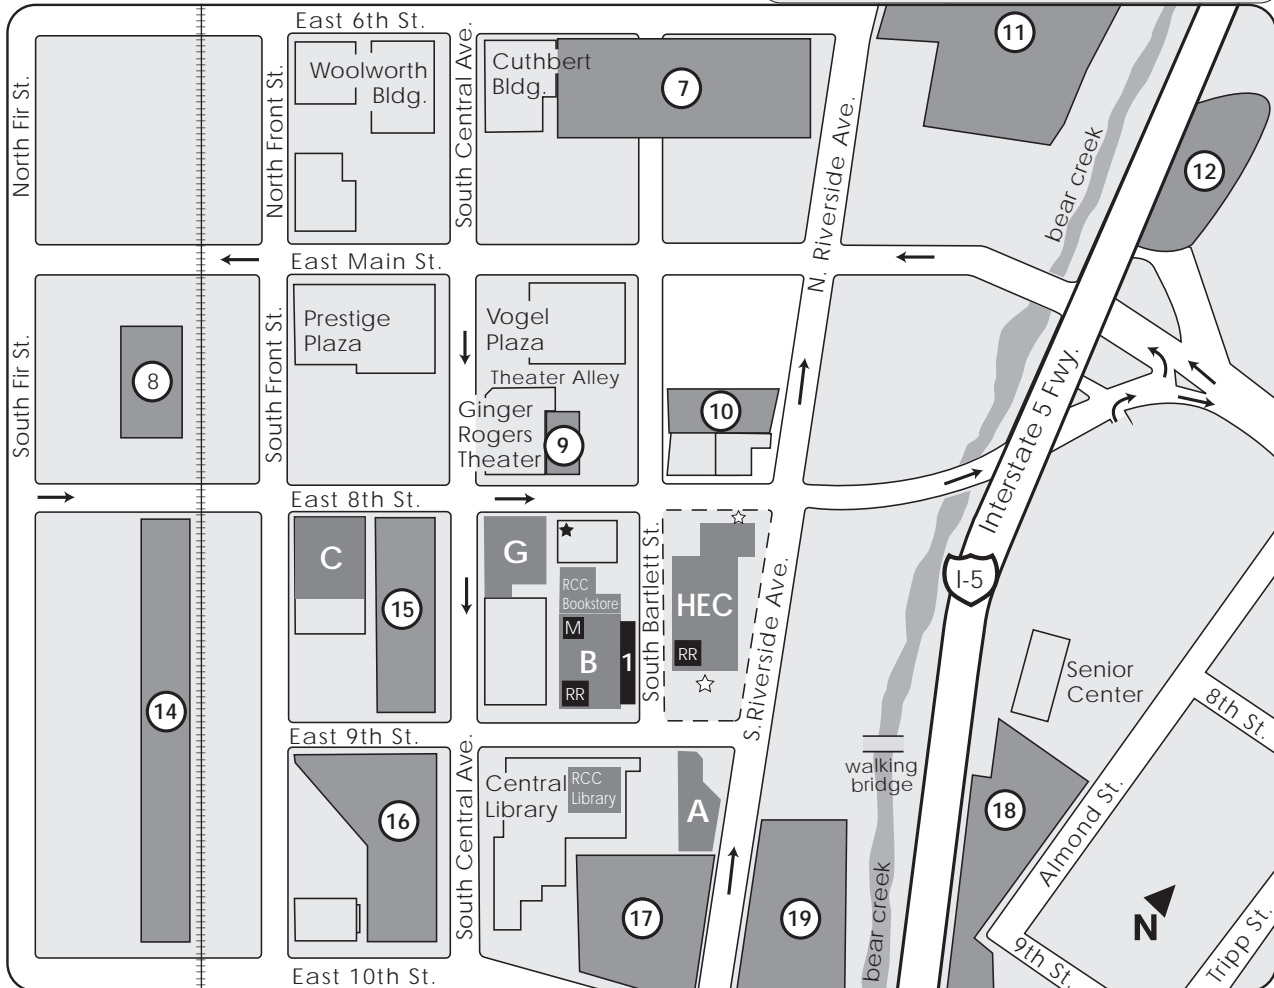 East 6th St.
11
North Fir St.
North Front St.
Woolworth
Bldg.
South Central Ave.
Cuthbert
Bldg.
7
N. Riverside Ave.
bear creek
12
East Main St.
South Fir St.
8
South Front St.
Prestige
Plaza
Vogel
Plaza
Theater Alley
Ginger
Rogers
Theater
9
10
Interstate 5 Fwy.
East 8th St.
C
15
G
RCC
Bookstore
M
B
RR
1
South Bartlett St.
HEC
RR
S. Riverside Ave.
I-5
Senior
Center
14
8th St.
East 9th St.
16
South Central Ave.
Central
Library
RCC
Library
A
walking
bridge
18
Almond St.
17
19
bear creek
N
9th St.
Tripp St.
East 10th St.